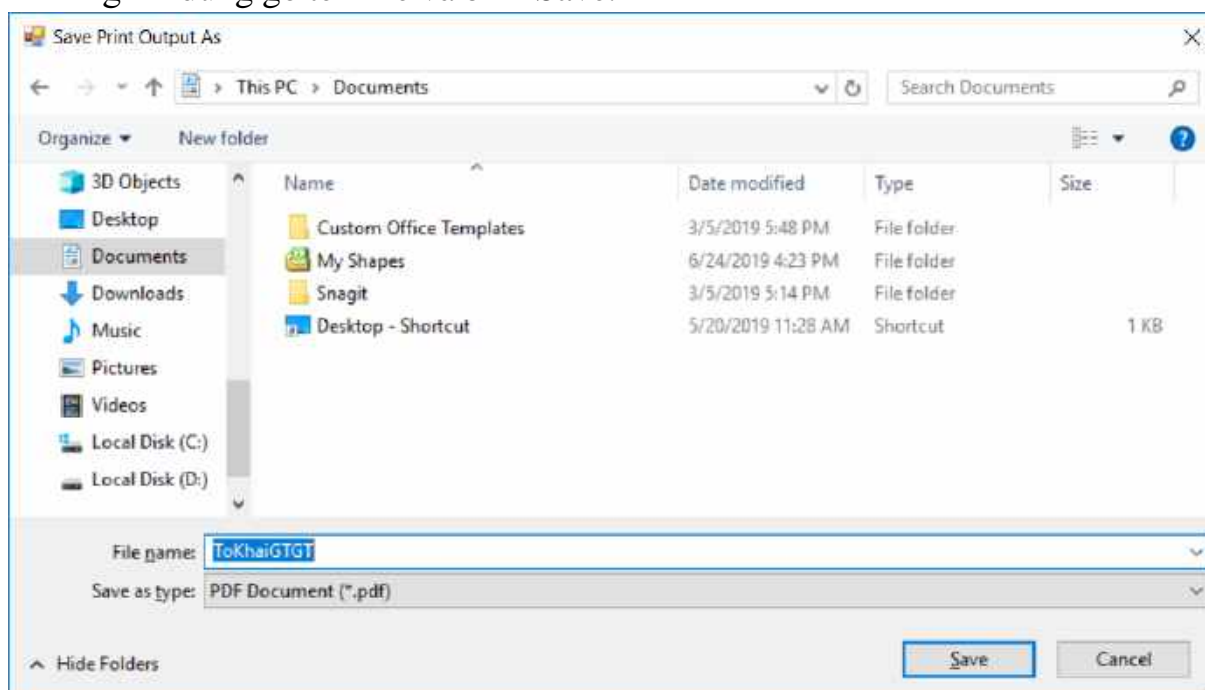 Save Print Output As
This PC > Documents
Search Documents
Organize
New folder
3D Objects
Desktop
Documents
Downloads
Music
Pictures
Videos
Local Disk (C:)
Local Disk (D:)
Name Date modified Type Size
Custom Office Templates 3/5/2019 5:48 PM File folder
My Shapes 6/24/2019 4:23 PM File folder
Snagit 3/5/2019 5:14 PM File folder
Desktop - Shortcut 5/20/2019 11:28 AM Shortcut 1 KB
File name: ToKhaiGTGT
Save as type: PDF Document (*.pdf)
Hide Folders
Save
Cancel